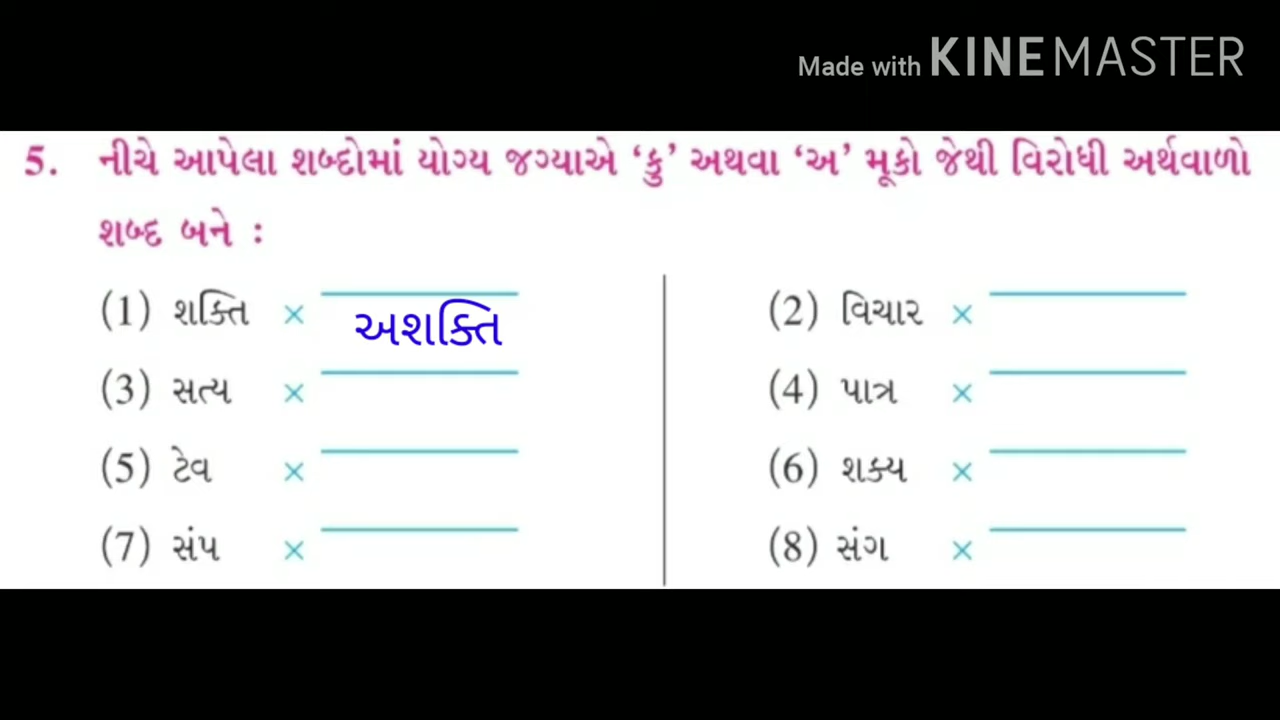 Made with KINEMASTER
5. નીચે આપેલા શબ્દોમાં યોગ્ય જગ્યાએ ‘કુ’ અથવા ‘અ’ મૂકો જેથી વિરોધી અર્થવાળો
શબ્દ બને :
(1) શક્તિ × અશક્તિ
(2) વિચાર ×
(3) સત્ય ×
(4) પાત્ર ×
(5) ટેવ ×
(6) શક્ય ×
(7) સંપ ×
(8) સંગ ×